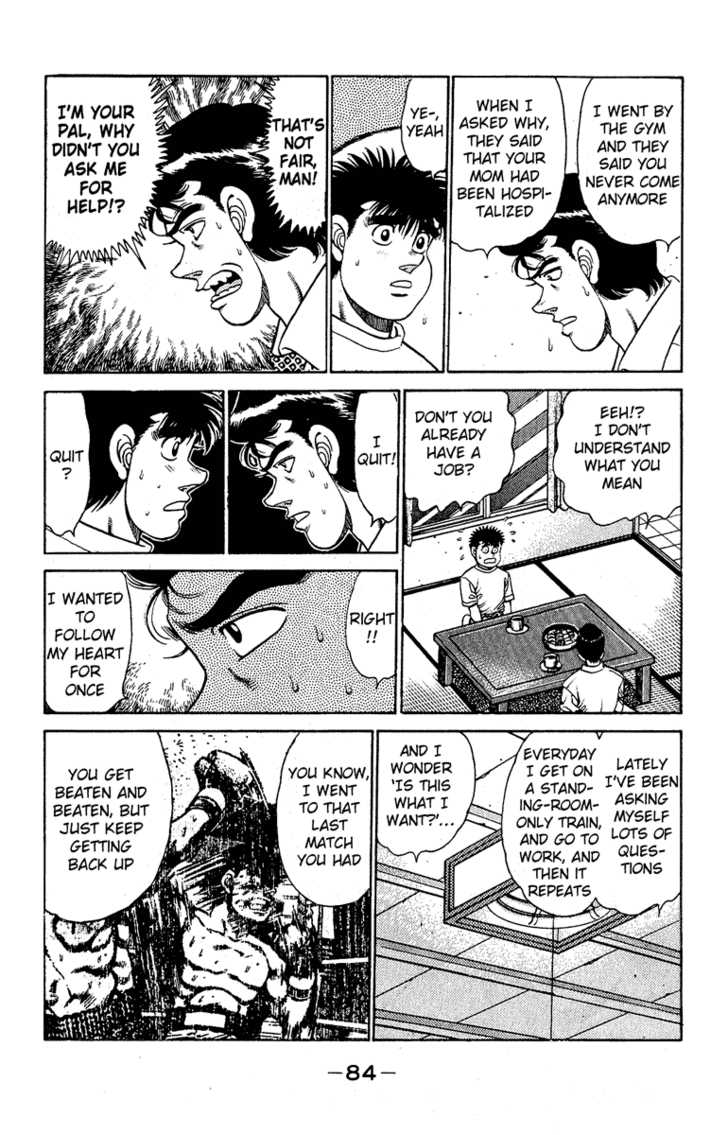 I WENT BY
THE GYM
AND THEY
SAID YOU
NEVER COME
ANYMORE
WHEN I
ASKED WHY,
THEY SAID
THAT YOUR
MOM HAD
BEEN HOSPI-
TALIZED
YE-,
YEAH
THAT'S
NOT
FAIR,
MAN!
I'M YOUR
PAL, WHY
DIDN'T YOU
ASK ME
FOR
HELP!?
EEH!?
I DON'T
UNDERSTAND
WHAT YOU
MEAN
DON'T YOU
ALREADY
HAVE A
JOB?
I
QUIT!
QUIT
?
RIGHT
!!
I WANTED
TO
FOLLOW
MY HEART
FOR
ONCE
LATELY
I'VE BEEN
ASKING
MYSELF
LOTS OF
QUES-
TIONS
EVERYDAY
I GET ON
A STAND-
ING-ROOM-
ONLY TRAIN,
AND GO TO
WORK, AND
THEN IT
REPEATS
AND I
WONDER
'IS THIS
WHAT I
WANT?'...
YOU KNOW,
I WENT
TO THAT
LAST
MATCH
YOU HAD
YOU GET
BEATEN AND
BEATEN, BUT
JUST KEEP
GETTING
BACK UP
—84—